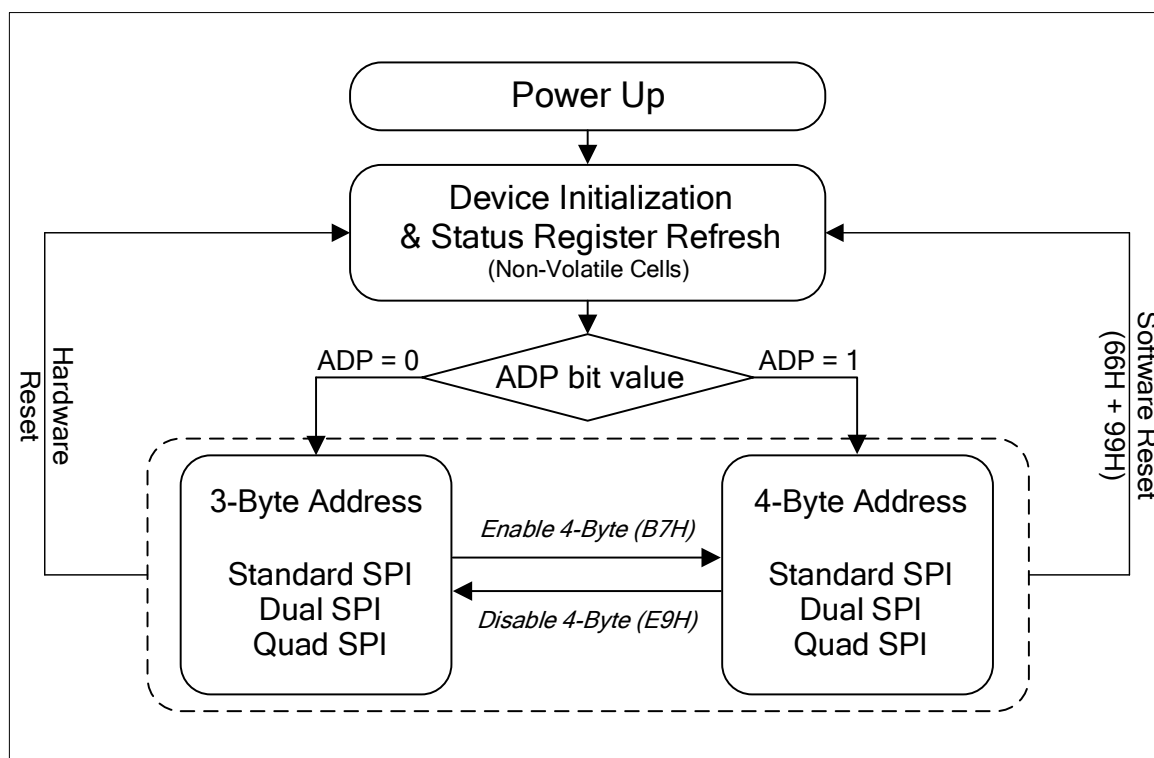 Power Up
Device Initialization
& Status Register Refresh
(Non-Volatile Cells)
ADP = 0
ADP bit value
ADP = 1
Hardware
Reset
Software Reset
(66H + 99H)
3-Byte Address
Standard SPI
Dual SPI
Quad SPI
Enable 4-Byte (B7H)
Disable 4-Byte (E9H)
4-Byte Address
Standard SPI
Dual SPI
Quad SPI